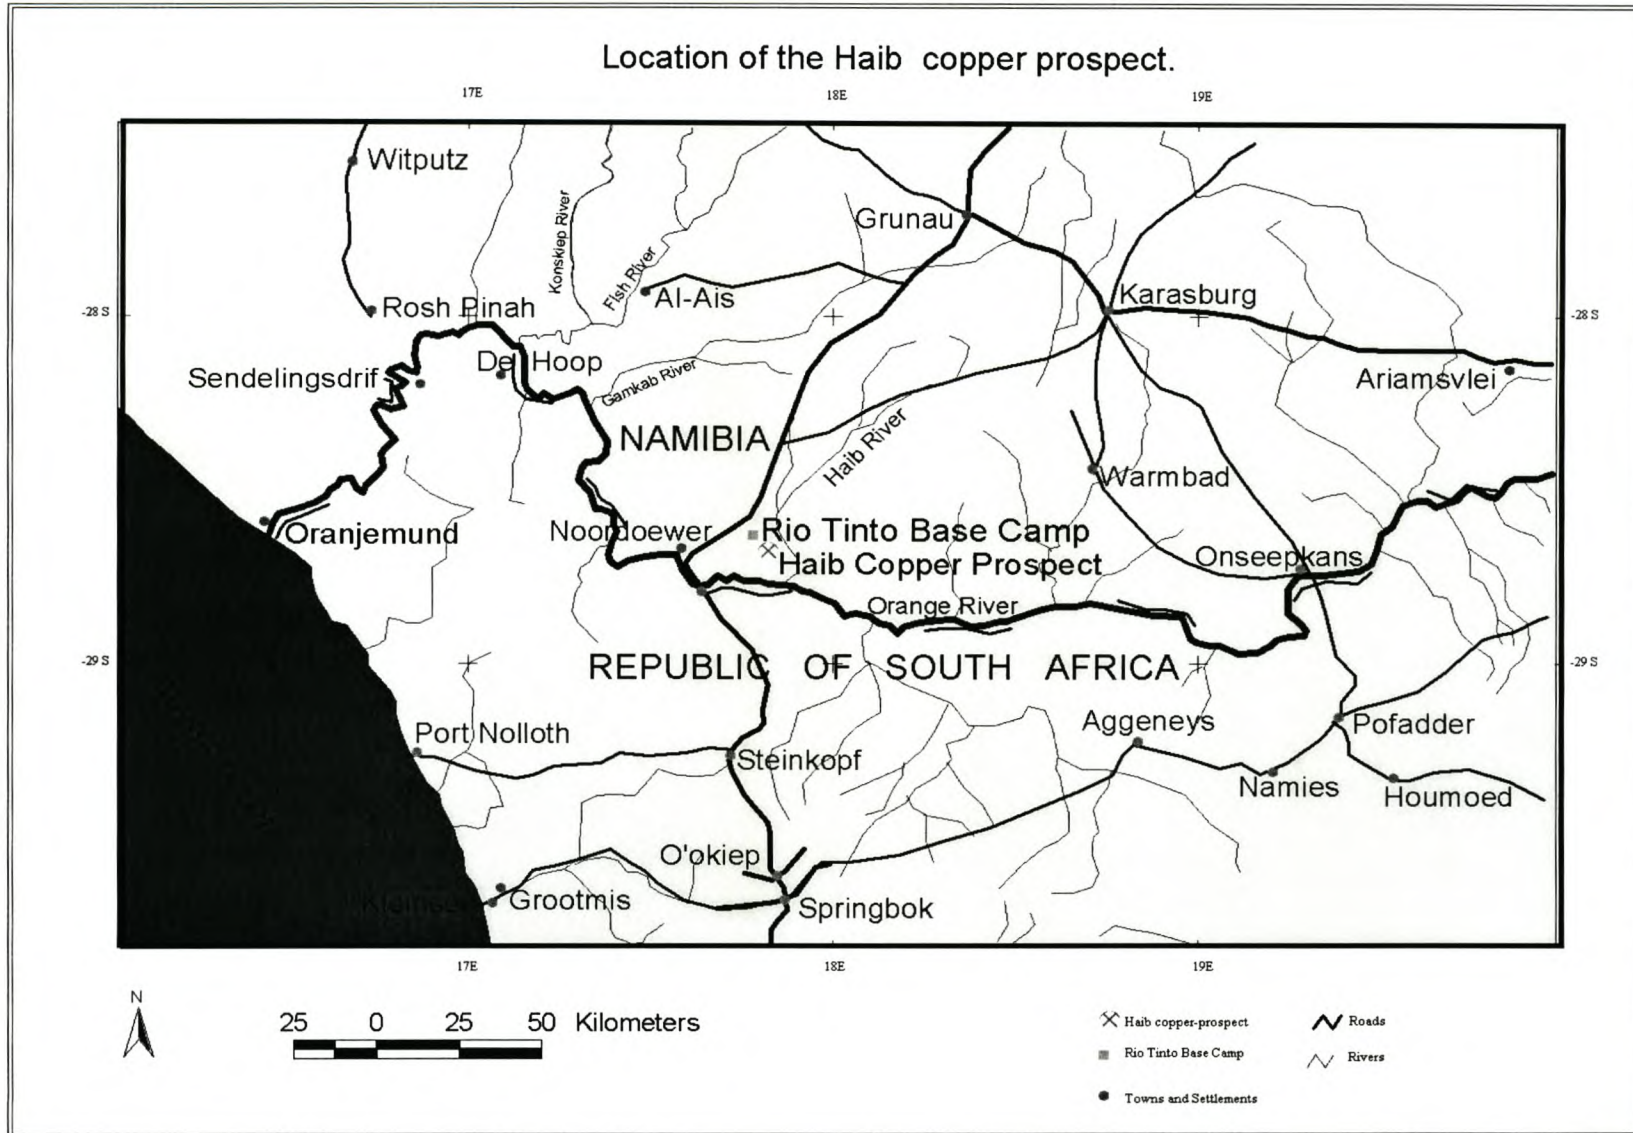 Location of the Haib copper prospect.
17E 18E 19E
Witputz
Konskiep River
Grunau
Fish River
Al-Ais
Karasburg
Rosh Pinah
-28 S -28 S
De Hoop
Sendelingsdrif
Gamkab River
Ariamsvlei
NAMIBIA
Haib River
Warmbad
Oranjemund
Noordoewer
Rio Tinto Base Camp
Haib Copper Prospect
Onseepkans
Orange River
-29 S REPUBLIC OF SOUTH AFRICA -29 S
Aggeneys
Pofadder
Port Nolloth
Steinkopf
Namies
Houmoed
O'okiep
Grootmis
Springbok
17E 18E 19E
N
25 0 25 50 Kilometers
Haib copper-prospect
Roads
Rio Tinto Base Camp
Rivers
Towns and Settlements